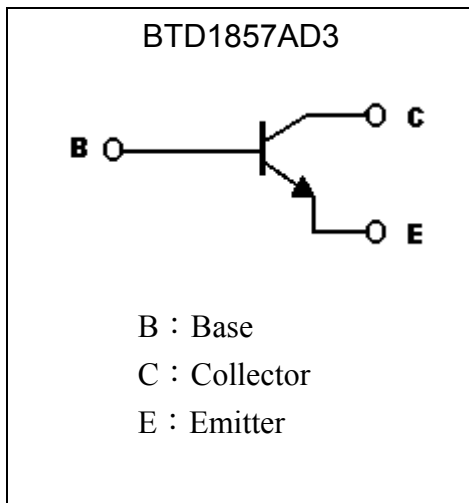 BTD1857AD3
C
B
E
B：Base
C：Collector
E：Emitter